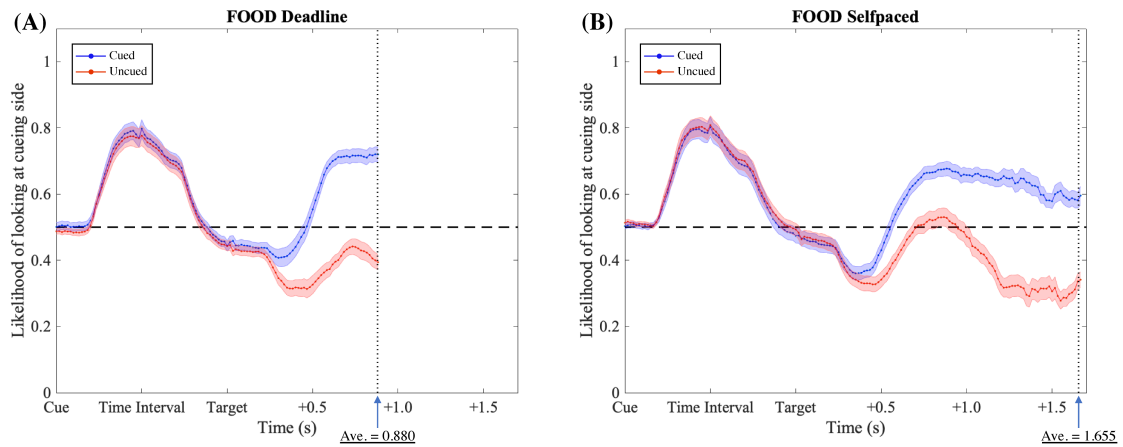 (A)
FOOD Deadline
Cued
Uncued
Likelihood of looking at cueing side
1
0.8
0.6
0.4
0.2
0
Cue
Time Interval
Target
+0.5
+1.0
+1.5
Time (s)
Ave. = 0.880
(B)
FOOD Selfpaced
Cued
Uncued
Likelihood of looking at cueing side
1
0.8
0.6
0.4
0.2
0
Cue
Time Interval
Target
+0.5
+1.0
+1.5
Time (s)
Ave. = 1.655